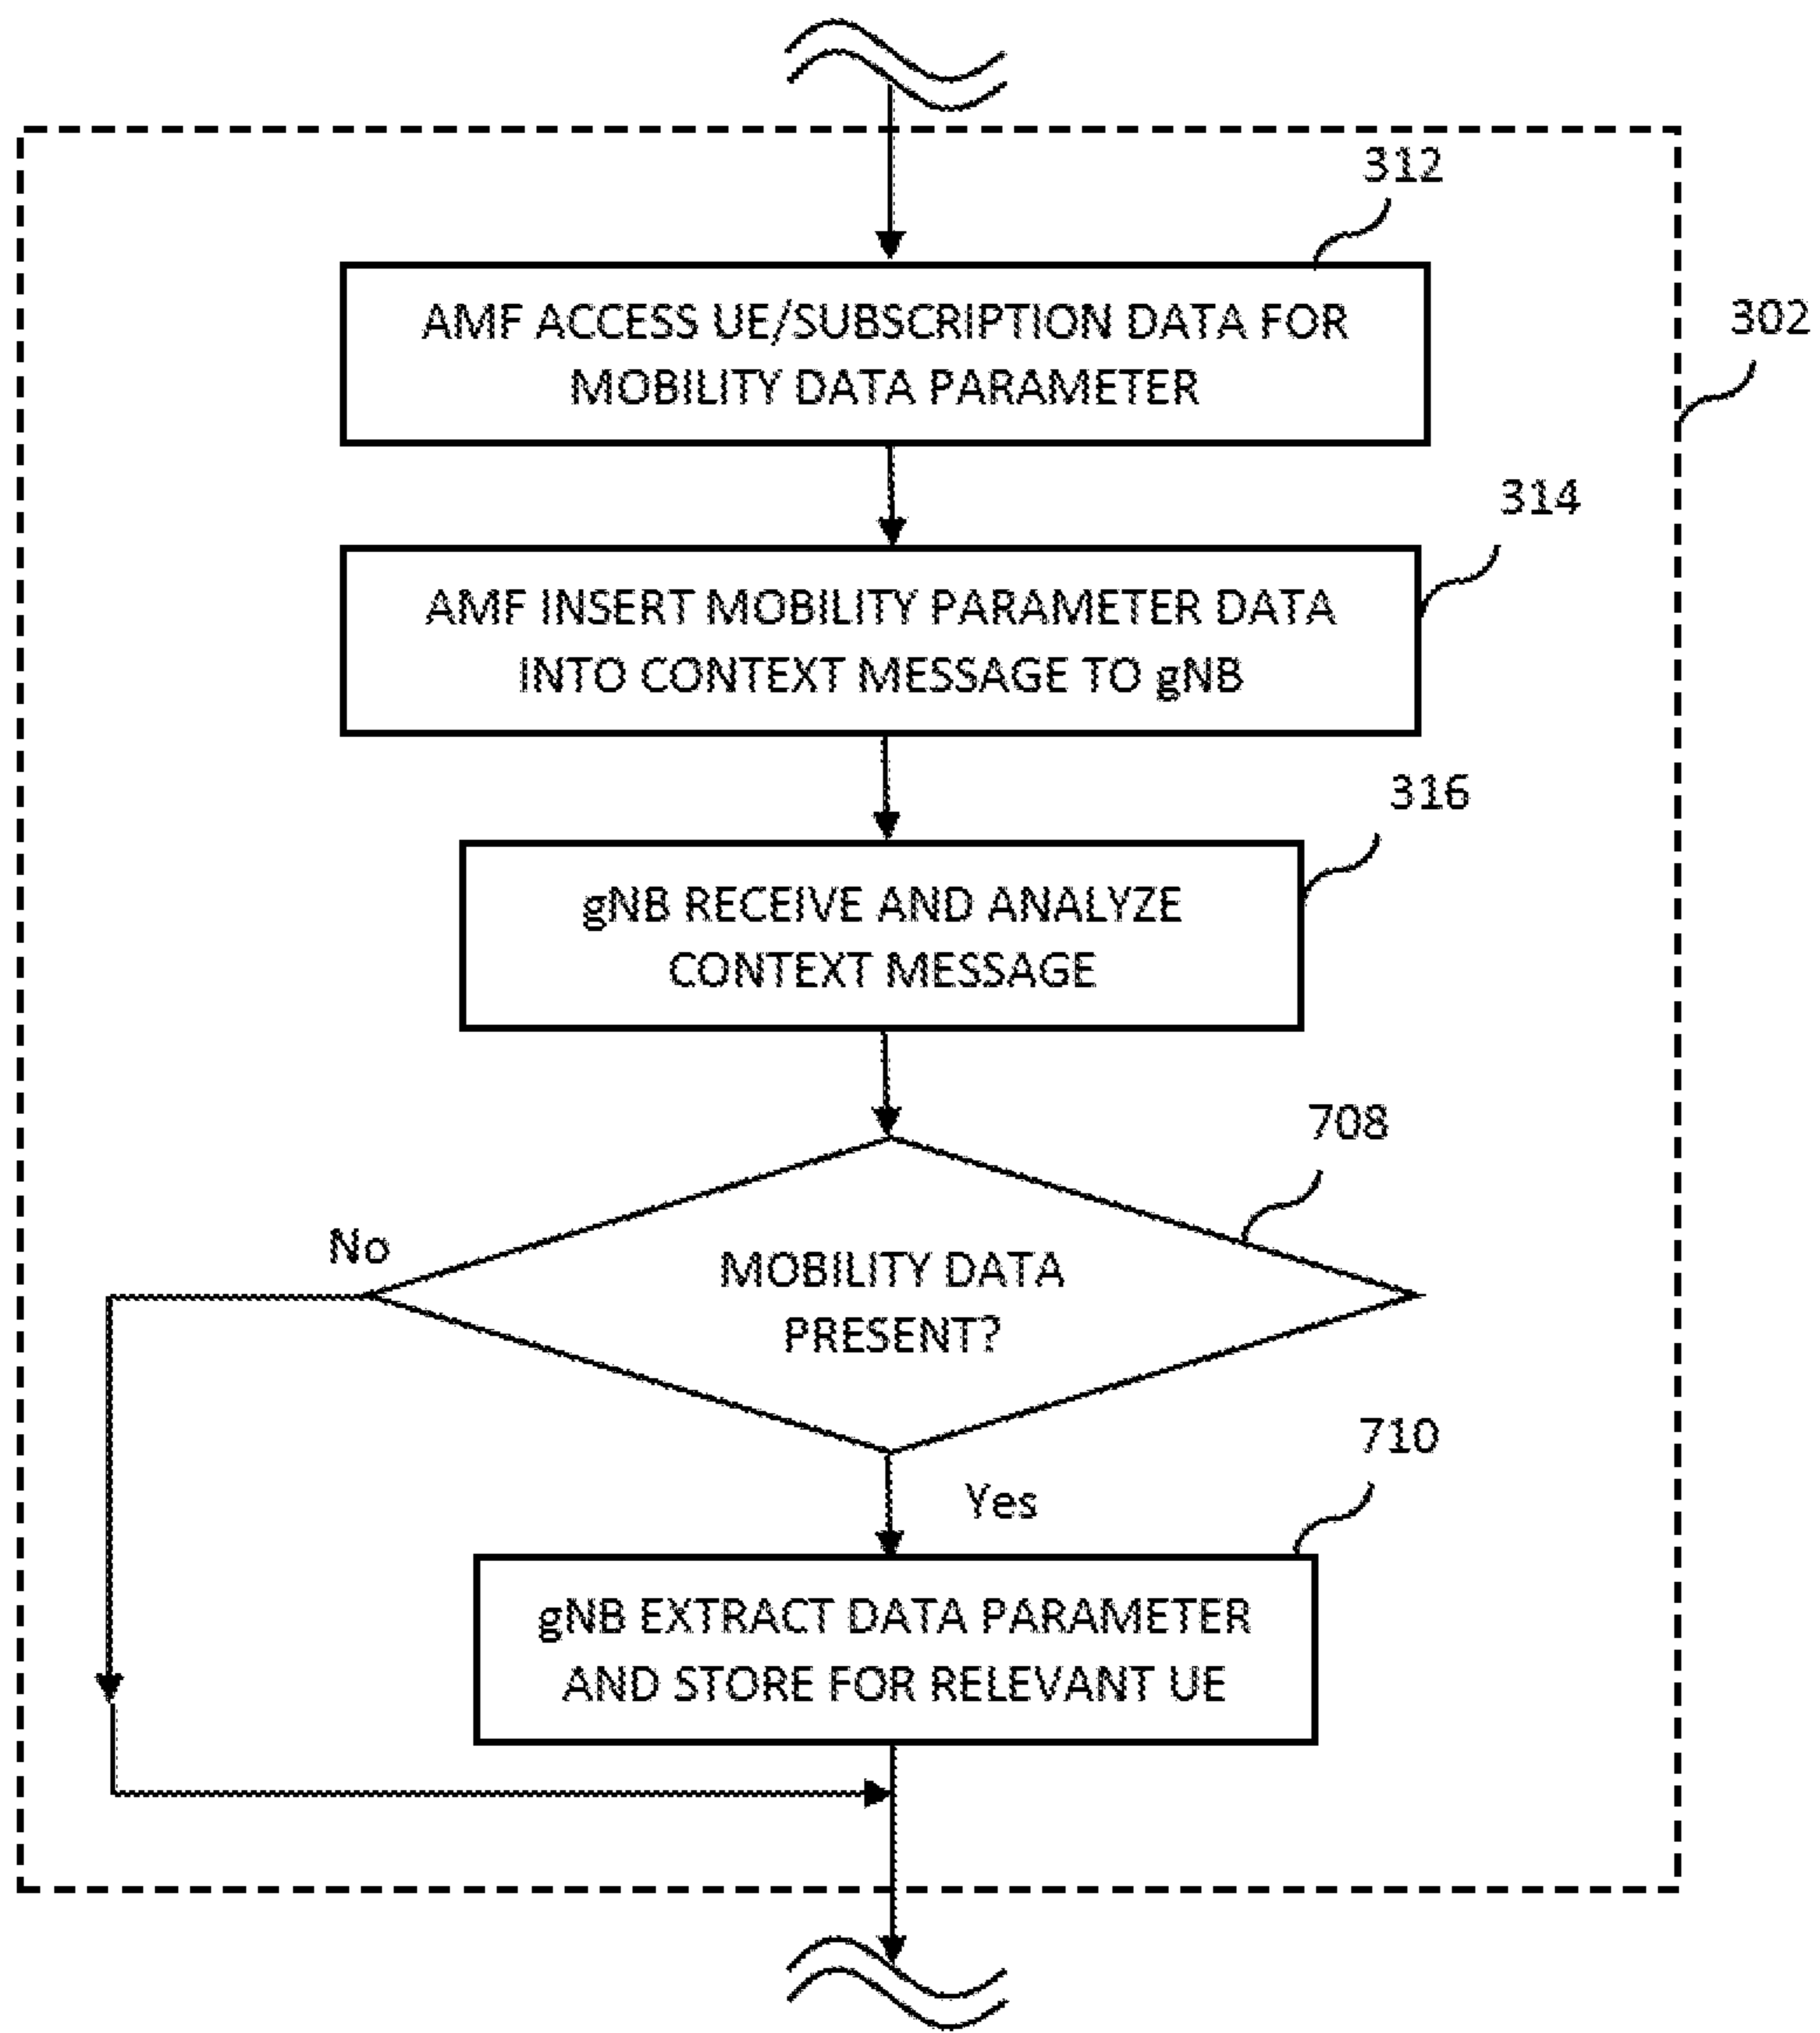 312
AMF ACCESS UE/SUBSCRIPTION DATA FOR
MOBILITY DATA PARAMETER
302
314
AMF INSERT MOBILITY PARAMETER DATA
INTO CONTEXT MESSAGE TO gNB
316
gNB RECEIVE AND ANALYZE
CONTEXT MESSAGE
708
No
MOBILITY DATA
PRESENT?
710
Yes
gNB EXTRACT DATA PARAMETER
AND STORE FOR RELEVANT UE